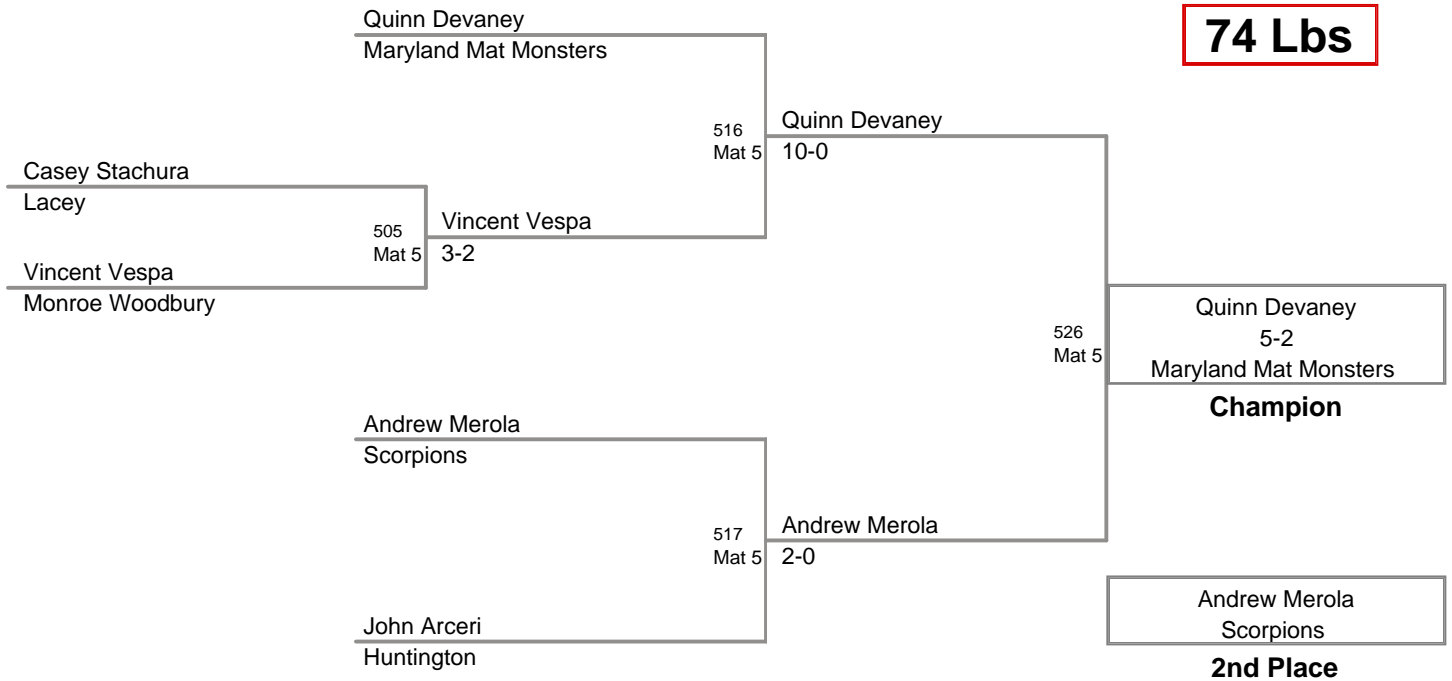 Quinn Devaney
Maryland Mat Monsters
74 Lbs
516
Mat 5
Quinn Devaney
10-0
Casey Stachura
Lacey
505
Mat 5
Vincent Vespa
3-2
Vincent Vespa
Monroe Woodbury
526
Mat 5
Quinn Devaney
5-2
Maryland Mat Monsters
Champion
Andrew Merola
Scorpions
517
Mat 5
Andrew Merola
2-0
John Arceri
Huntington
Andrew Merola
Scorpions
2nd Place